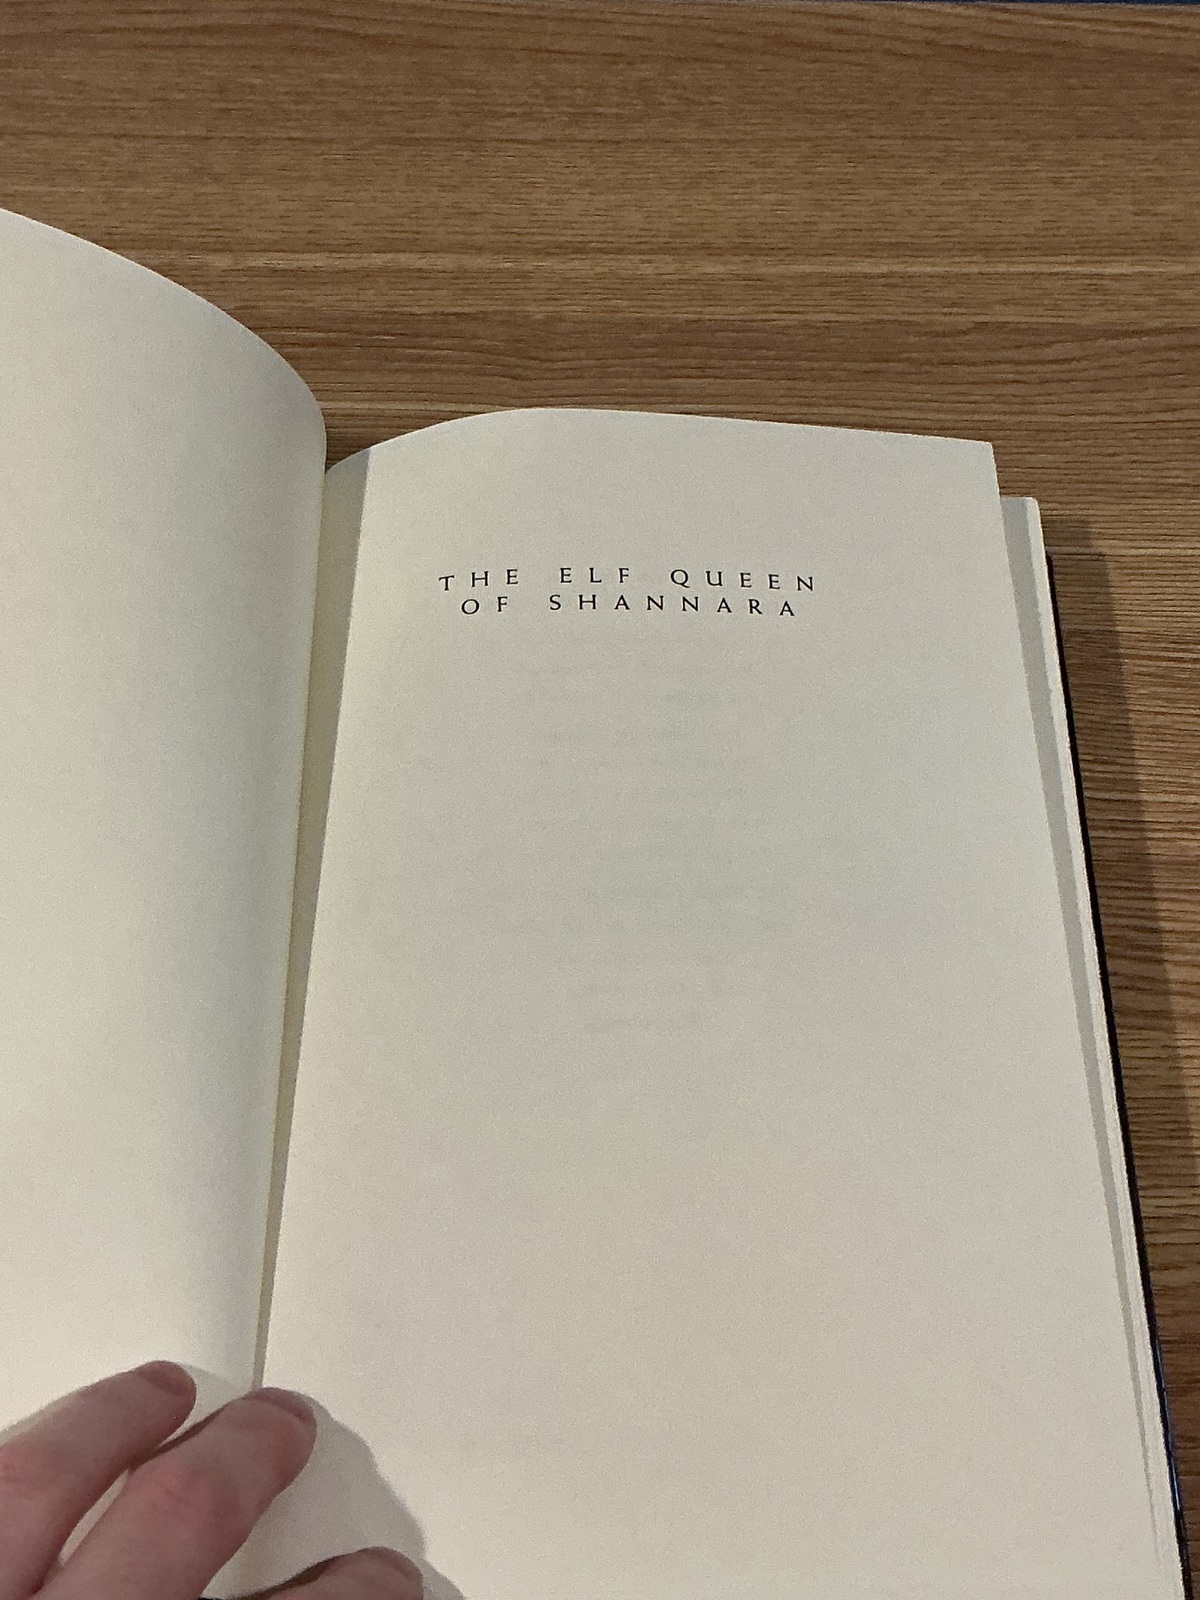 THE ELF QUEEN
OF SHANNARA